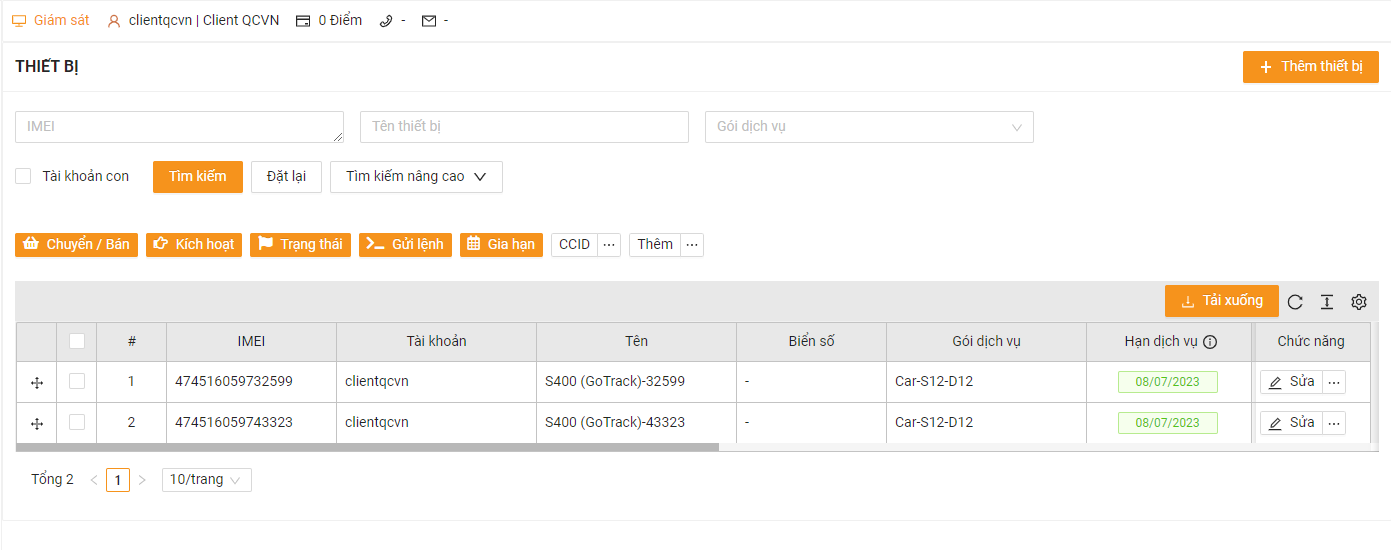 Giám sát clientqcvn | Client QCVN 0 Điểm - -
THIẾT BỊ Thêm thiết bị
IMEI Tên thiết bị Gói dịch vụ
Tài khoản con Tìm kiếm Đặt lại Tìm kiếm nâng cao
Chuyển / Bán Kích hoạt Trạng thái Gửi lệnh Gia hạn CCID ... Thêm ...
Tải xuống
# IMEI Tài khoản Tên Biển số Gói dịch vụ Hạn dịch vụ Chức năng
1 474516059732599 clientqcvn S400 (GoTrack)-32599 - Car-S12-D12 08/07/2023 Sửa ...
2 474516059743323 clientqcvn S400 (GoTrack)-43323 - Car-S12-D12 08/07/2023 Sửa ...
Tổng 2 < 1 > 10/trang